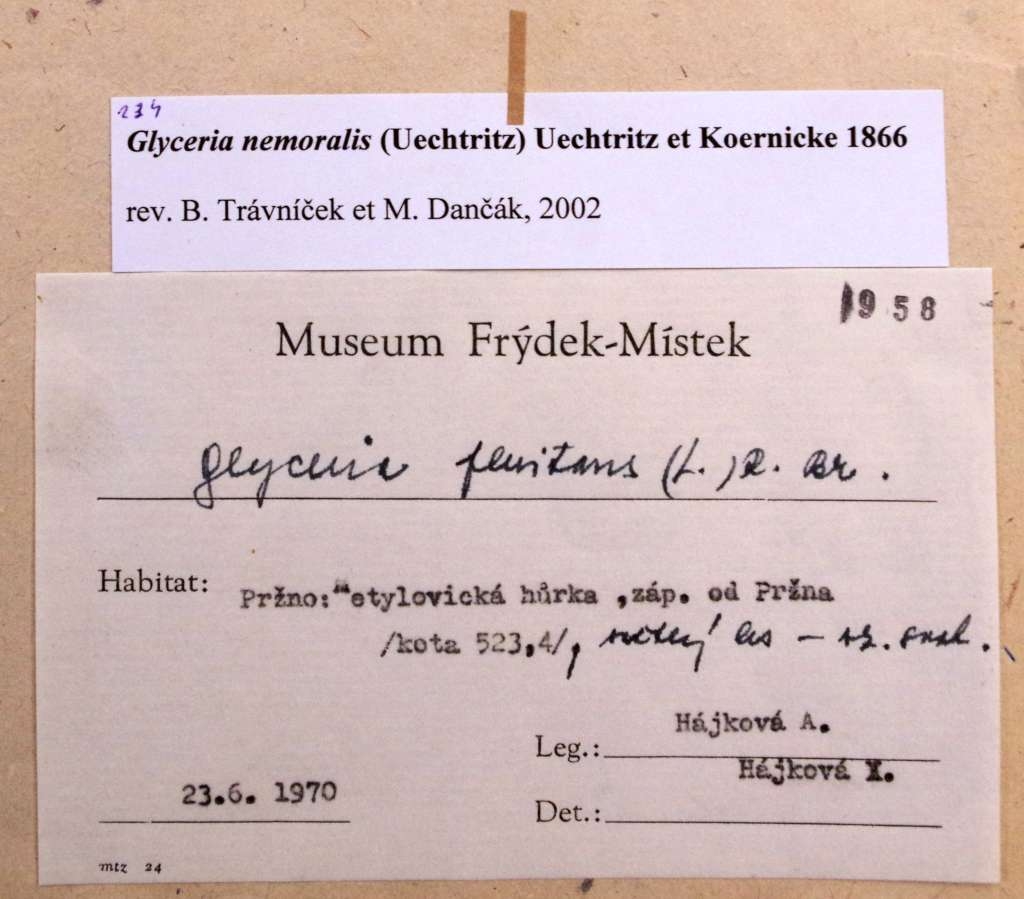 234
Glyceria nemoralis (Uechtritz) Uechtritz et Koernicke 1866
rev. B. Trávníček et M. Dančák, 2002
1958
Museum Frýdek-Místek
Glyceria fluitans (L.) R. Br.
Habitat: Pržno: "etylovická hůrka ,záp. od Pržna
/kota 523,4/, les –
Hájková A.
Leg.:
Hájková
23.6. 1970
Det.:
mtz 24